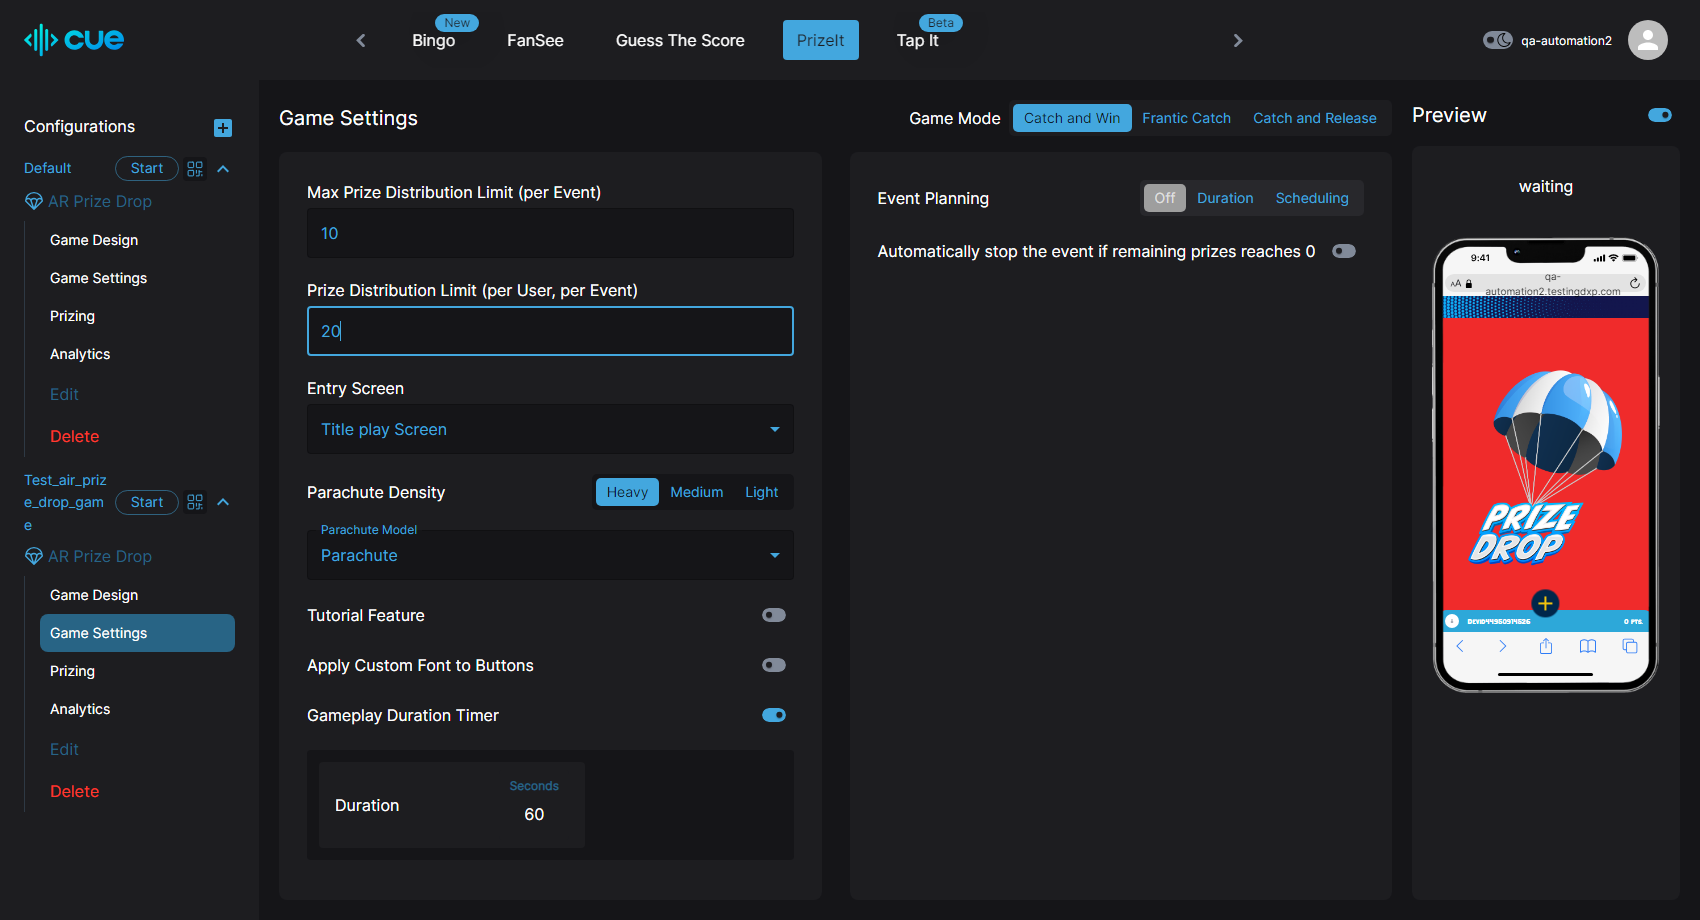 cue
New
Bingo
FanSee
Guess The Score
PrizeIt
Beta
Tap It
qa-automation2
Configurations
Default
Start
AR Prize Drop
Game Design
Game Settings
Prizing
Analytics
Edit
Delete
Test_air_priz
e_drop_gam
e
Start
AR Prize Drop
Game Design
Game Settings
Prizing
Analytics
Edit
Delete
Game Settings
Game Mode
Catch and Win
Frantic Catch
Catch and Release
Max Prize Distribution Limit (per Event)
10
Prize Distribution Limit (per User, per Event)
20
Entry Screen
Title play Screen
Parachute Density
Heavy
Medium
Light
Parachute Model
Parachute
Tutorial Feature
Apply Custom Font to Buttons
Gameplay Duration Timer
Duration
Seconds
60
Event Planning
Off
Duration
Scheduling
Automatically stop the event if remaining prizes reaches 0
Preview
waiting
9:41
AA
qa-
automation2.testingdxp.com
PRIZE
DROP
0 PTS.